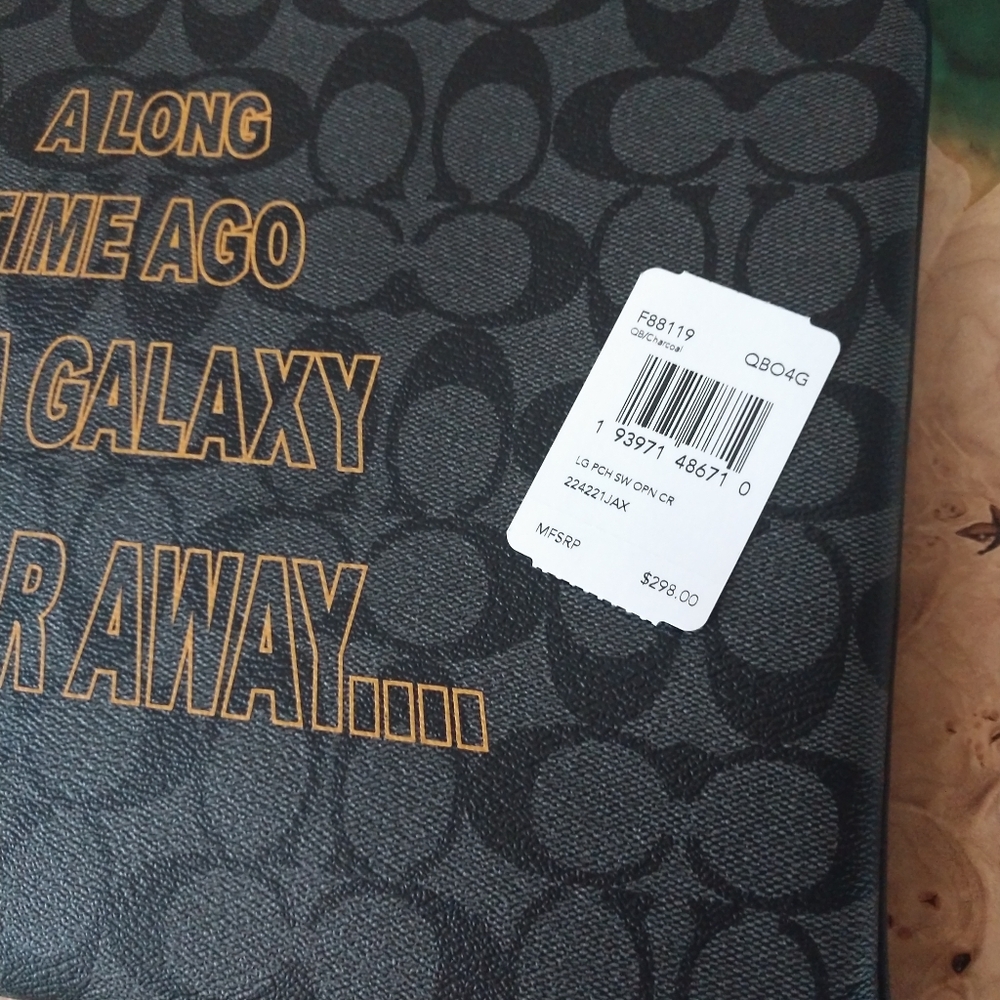 A LONG
TIME AGO
GALAXY
AWAY....
F88119
QB/Charcoal
QBO4G
1 93971 48671 0
LG PCH SW OPN CR
224221JAX
MFSRP
$298.00